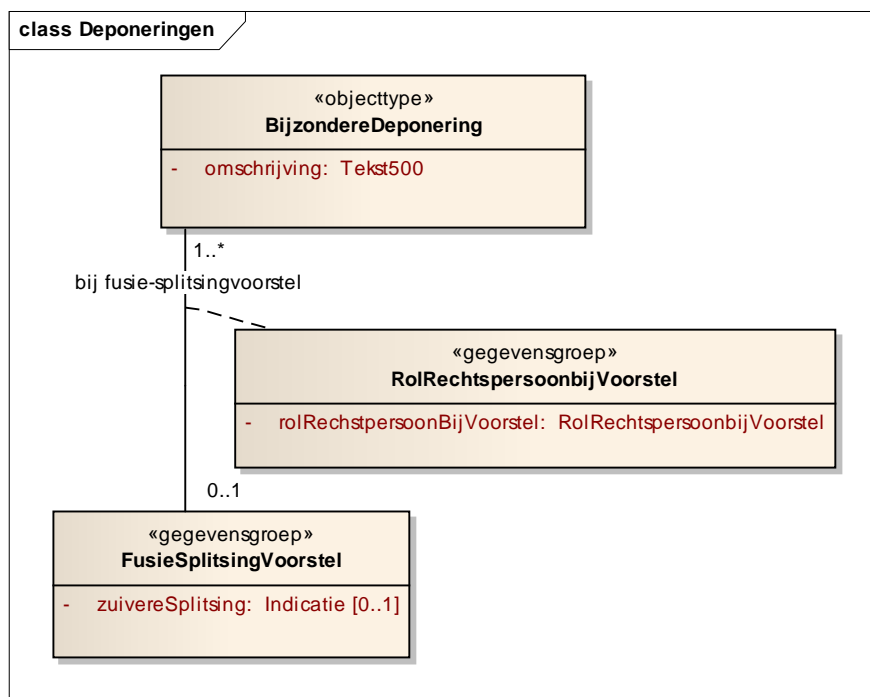 class Deponeringen
«objecttype»
BijzondereDeponering
- omschrijving: Tekst500
1..*
bij fusie-splitsingvoorstel
«gegevensgroep»
RolRechtspersoonbijVoorstel
- rolRechstpersoonBijVoorstel: RolRechtspersoonbijVoorstel
0..1
«gegevensgroep»
FusieSplitsingVoorstel
- zuivereSplitsing: Indicatie [0..1]